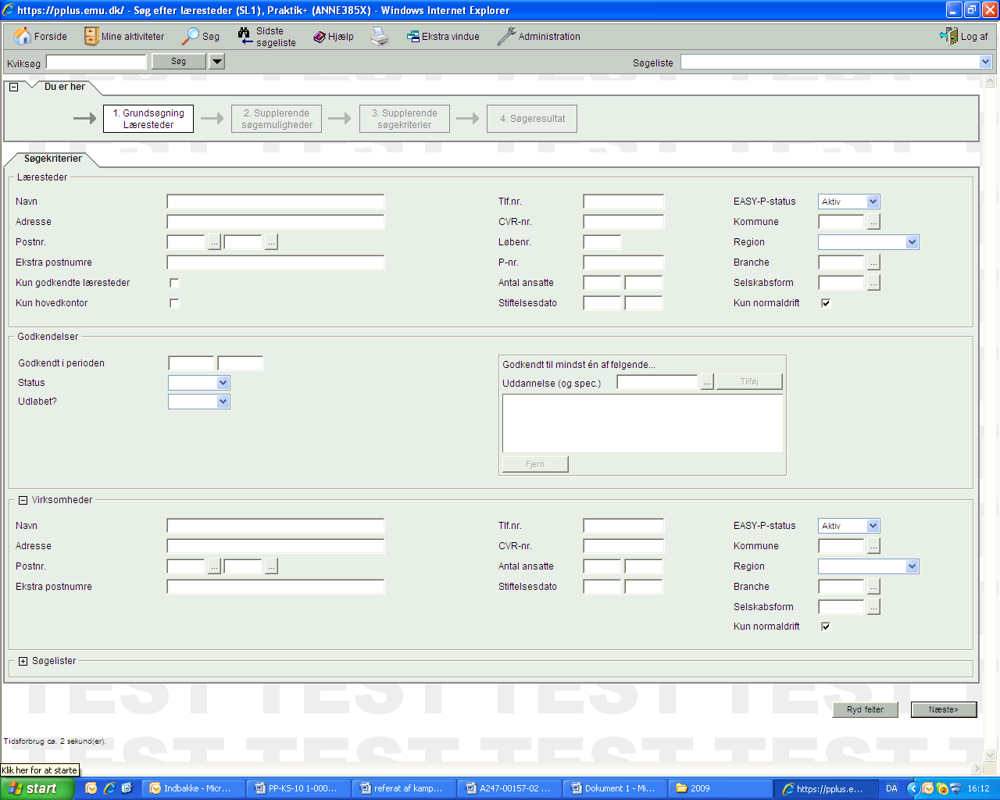 https://pplus.emu.dk/ - Søg efter læresteder (SL1), Praktik+ (ANNE385X) - Windows Internet Explorer
Forside Mine aktiviteter Søg Sidste søgeliste Hjælp Ekstra vindue Administration Log af
Kviksøg Søg Søgeliste
Du er her
1. Grundsøgning Læresteder
2. Supplerende søgemuligheder
3. Supplerende søgekriterier
4. Søgeresultat
Søgekriterier
Læresteder
Navn Tlf.nr. EASY-P-status Aktiv
Adresse CVR-nr. Kommune ...
Postnr. ... ... Løbenr. Region
Ekstra postnumre P-nr. Branche ...
Kun godkendte læresteder Antal ansatte Selskabsform ...
Kun hovedkontor Stiftelsesdato Kun normaldrift
Godkendelser
Godkendt i perioden Godkendt til mindst én af følgende...
Status Uddannelse (og spec.) ... Tilføj
Udløbet?
Fjern
Virksomheder
Navn Tlf.nr. EASY-P-status Aktiv
Adresse CVR-nr. Kommune ...
Postnr. ... ... Antal ansatte Region
Ekstra postnumre Stiftelsesdato Branche ...
Selskabsform ...
Kun normaldrift
Søgelister
TEST TEST TEST TEST TEST
Ryd felter Næste>
Tidsforbrug ca. 2 sekund(er).
TEST TEST TEST TEST TEST
Klik her for at starte
start Indbakke - Micr... PP-KS-10 1-000... referat af kamp... A247-00157-02 ... Dokument 1 - Mi... 2009 https://pplus.e... DA 16:12